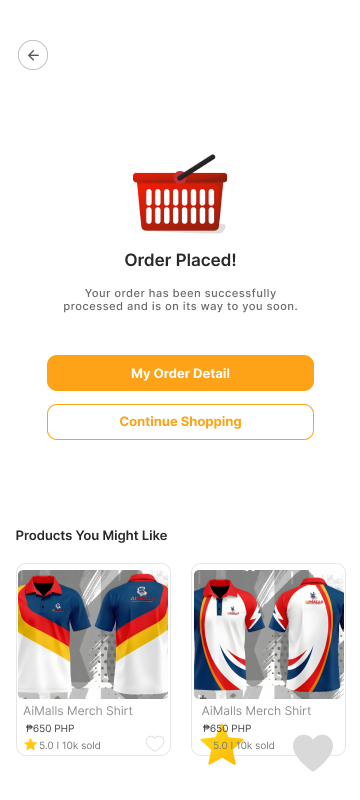 Order Placed!
Your order has been successfully
processed and is on its way to you soon.
My Order Detail
Continue Shopping
Products You Might Like
AiMalls Merch Shirt
₱650 PHP
5.0 I 10k sold
AiMalls Merch Shirt
₱650 PHP
5.0 I 10k sold